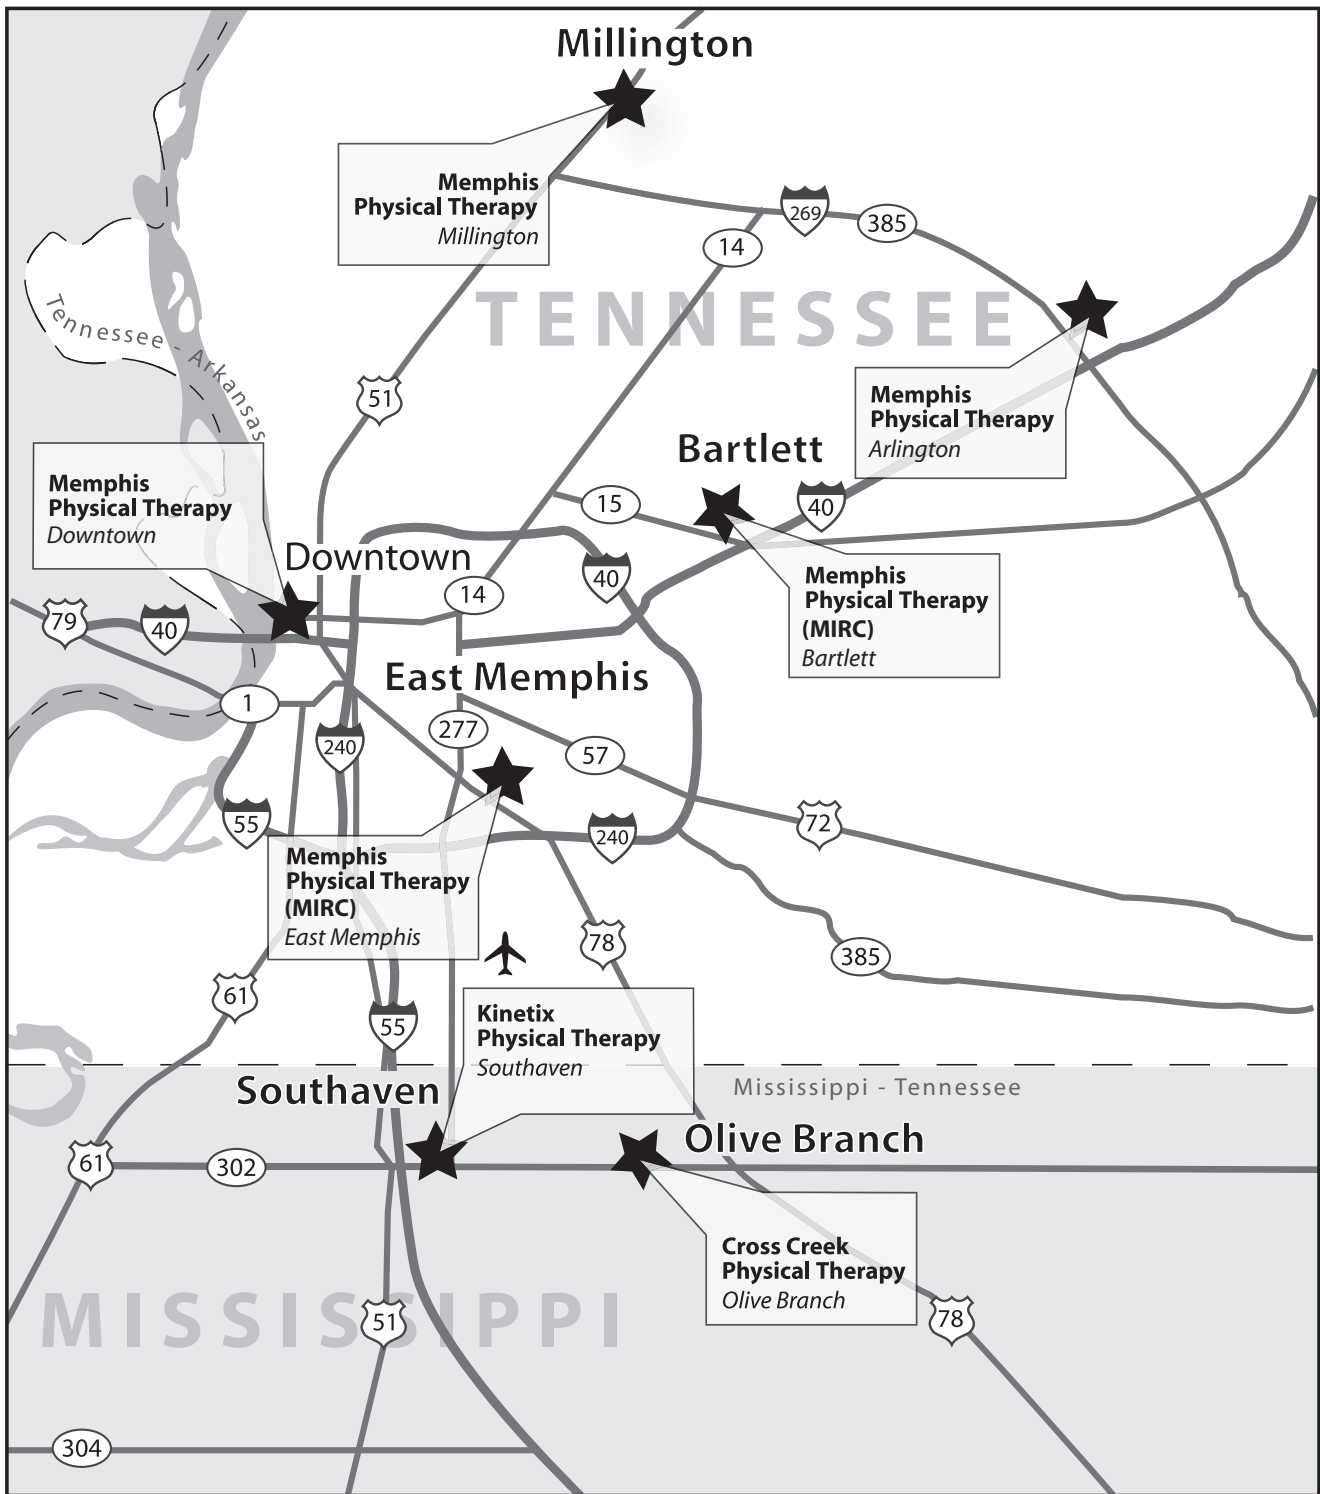 Millington
Memphis
Physical Therapy
Millington
269
385
14
TENNESSEE
Tennessee - Arkansas
51
Memphis
Physical Therapy
Arlington
Bartlett
Memphis
Physical Therapy
Downtown
15
40
Downtown
40
14
Memphis
Physical Therapy
(MIRC)
Bartlett
79
40
East Memphis
1
277
240
57
55
240
72
Memphis
Physical Therapy
(MIRC)
East Memphis
78
385
61
55
Kinetix
Physical Therapy
Southaven
Southaven
Mississippi - Tennessee
Olive Branch
61
302
Cross Creek
Physical Therapy
Olive Branch
MISSISSIPPI
51
78
304